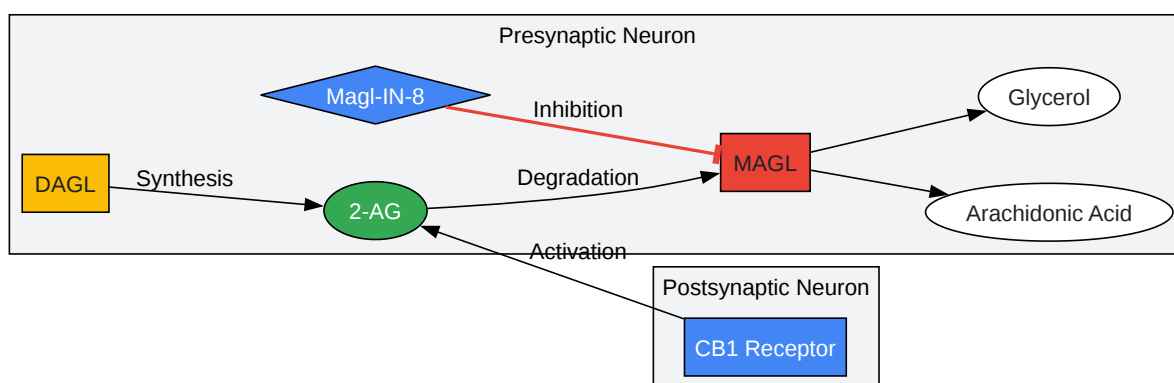 Presynaptic Neuron
Magl-IN-8
Inhibition
Glycerol
DAGL
Synthesis
2-AG
Degradation
MAGL
Arachidonic Acid
Activation
Postsynaptic Neuron
CB1 Receptor